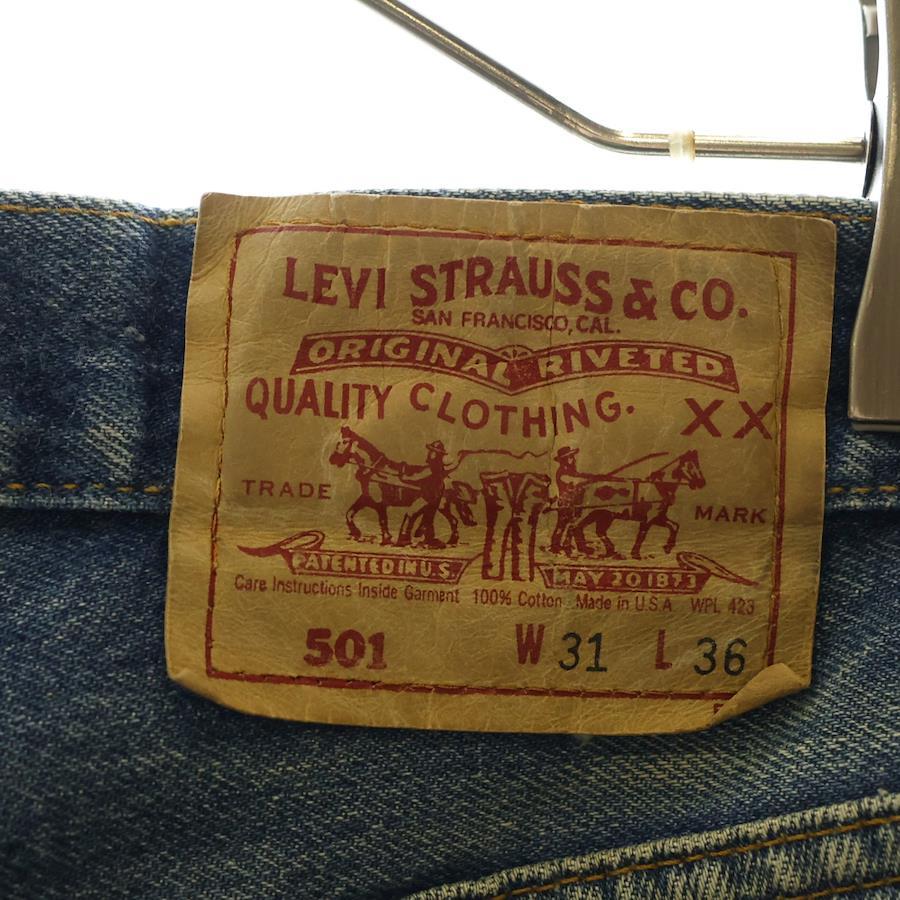 LEVI STRAUSS & CO.
SAN FRANCISCO, CAL.
ORIGINAL RIVETED
QUALITY CLOTHING.
XX
TRADE MARK
PATENTED IN U.S. MAY 20 1873
Care Instructions Inside Garment 100% Cotton Made in U.S.A WPL 423
501 W 31 L 36